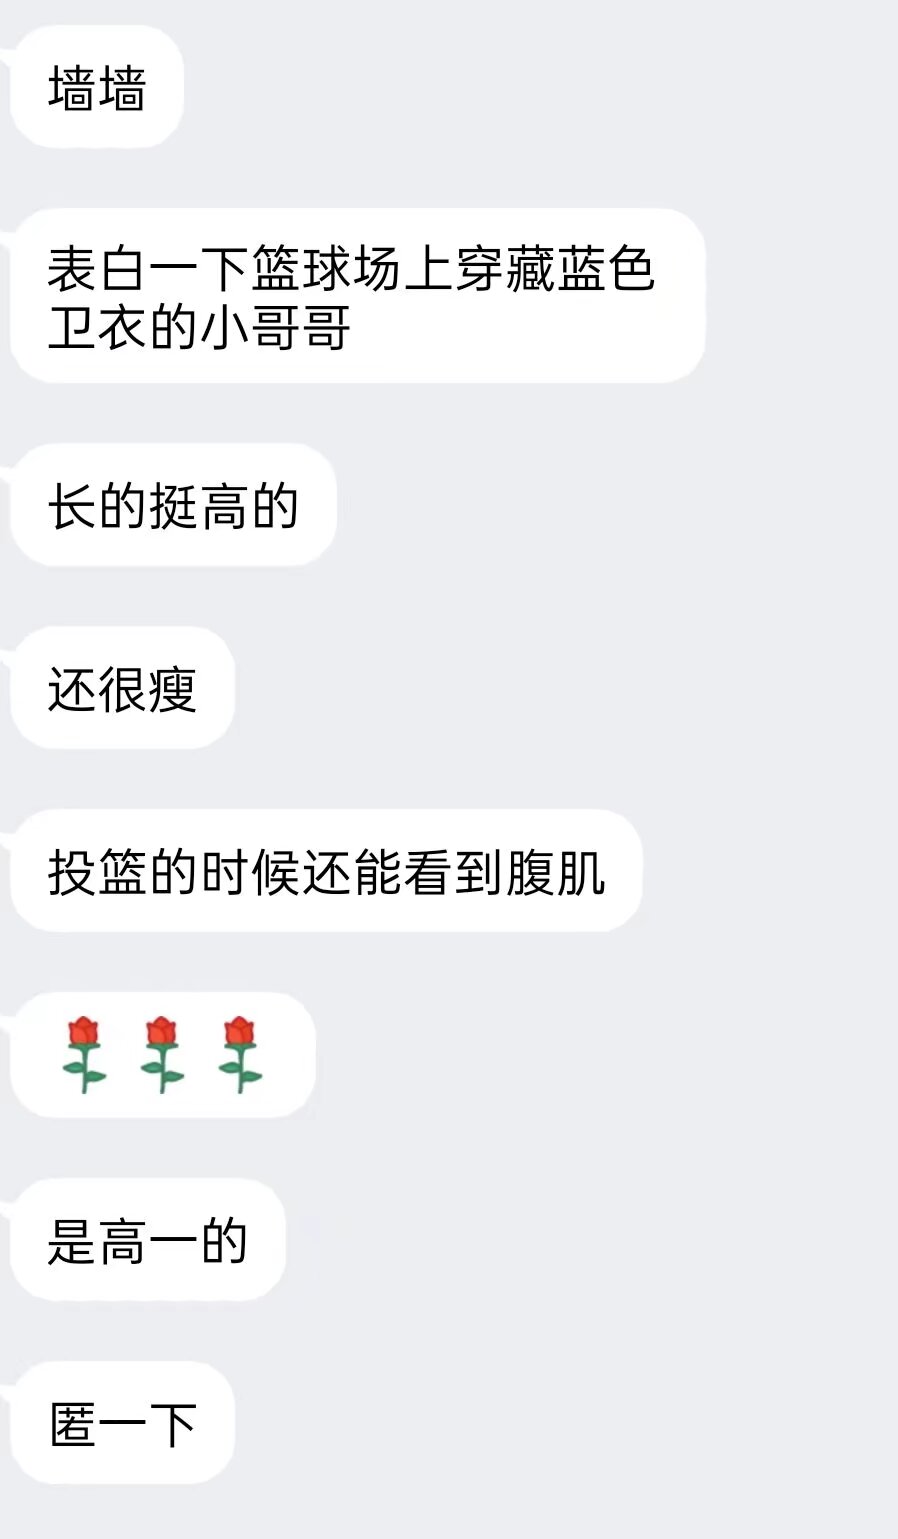 墙墙
表白一下篮球场上穿藏蓝色
卫衣的小哥哥
长的挺高的
还很瘦
投篮的时候还能看到腹肌
🌹🌹🌹
是高一的
匿一下